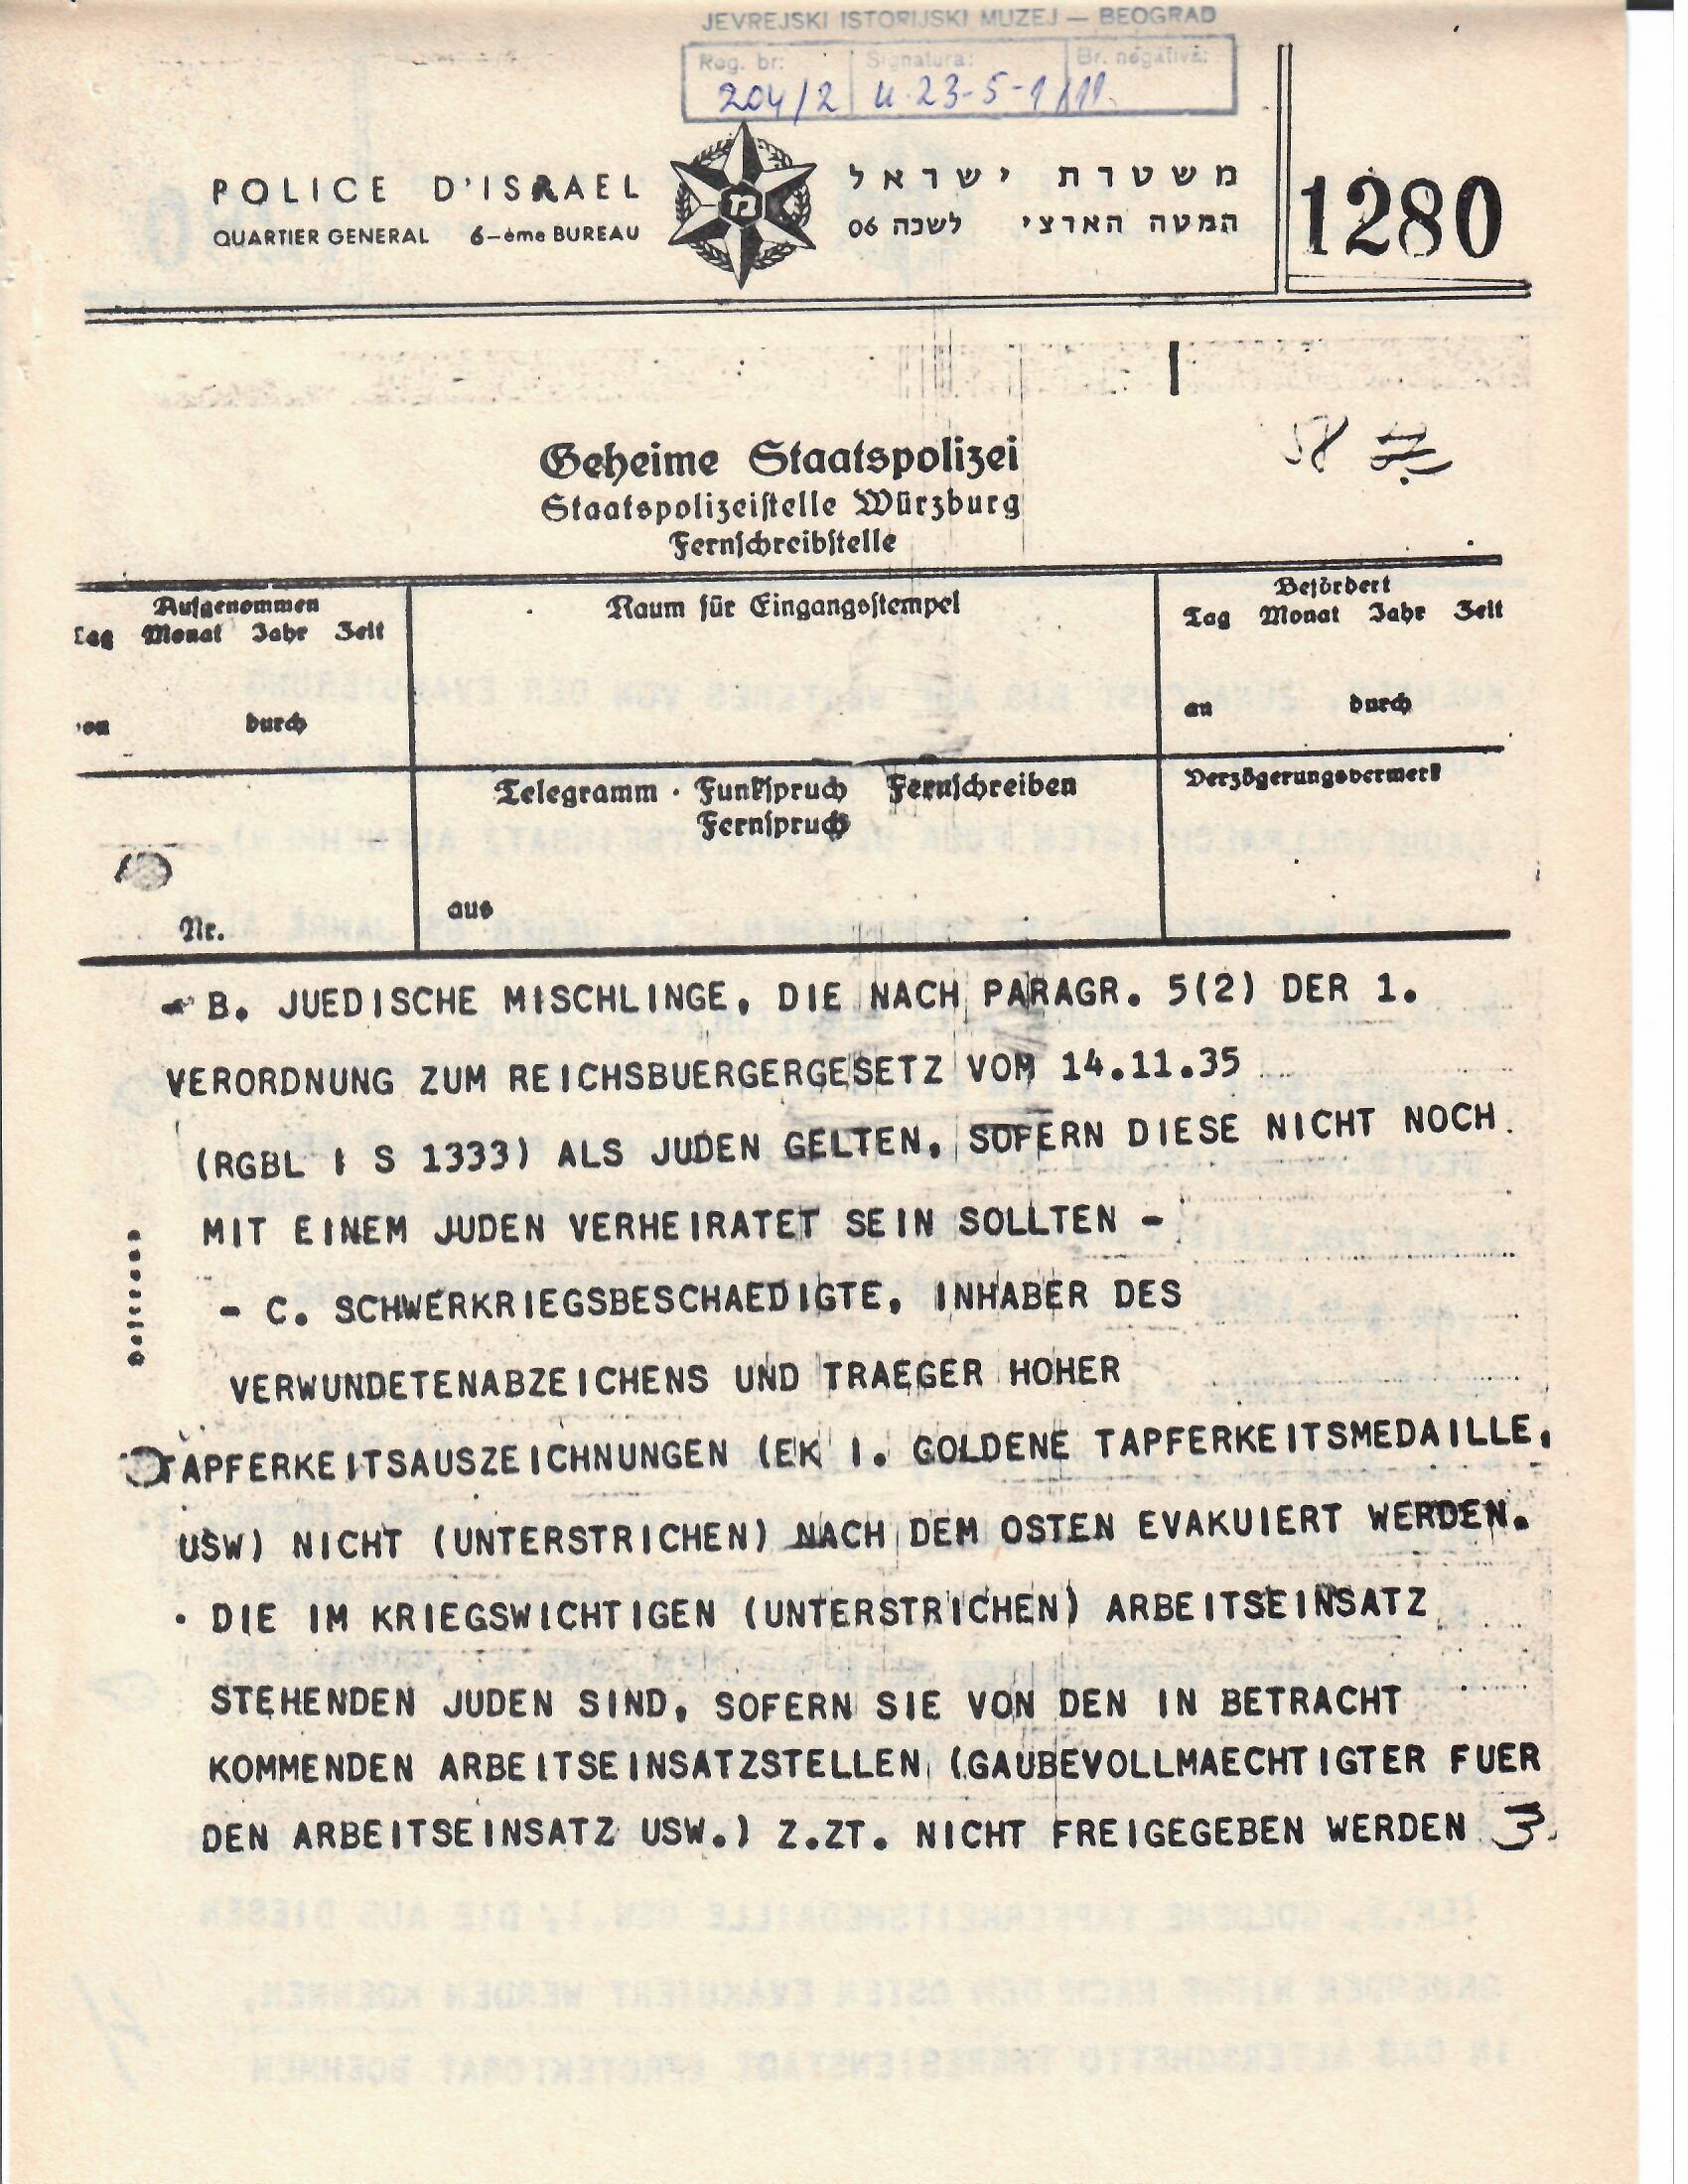 JEVREJSKI ISTORIJSKI MUZEJ — BEOGRAD
Reg. br: Signatura: Br. negativa:
204/2 u-23-5-1/11
POLICE D'ISRAEL
QUARTIER GENERAL 6-ème BUREAU
משטרת ישראל
המטה הארצי לשכה 06
1280
Geheime Staatspolizei
Staatspolizeistelle Würzburg
Fernschreibstelle
Aufgenommen
Tag Monat Jahr Zeit
von durch
Raum für Eingangsstempel
Befördert
Tag Monat Jahr Zeit
an durch
Telegramm · Funkspruch Fernschreiben
Fernspruch
Verzögerungsvermerk
Nr.
aus
- B. JUEDISCHE MISCHLINGE, DIE NACH PARAGR. 5(2) DER 1.
VERORDNUNG ZUM REICHSBUERGERGESETZ VOM 14.11.35
(RGBL I S 1333) ALS JUDEN GELTEN, SOFERN DIESE NICHT NOCH
MIT EINEM JUDEN VERHEIRATET SEIN SOLLTEN -
- C. SCHWERKRIEGSBESCHAEDIGTE, INHABER DES
VERWUNDETENABZEICHENS UND TRAEGER HOHER
TAPFERKEITSAUSZEICHNUNGEN (EK I. GOLDENE TAPFERKEITSMEDAILLE,
USW) NICHT (UNTERSTRICHEN) NACH DEM OSTEN EVAKUIERT WERDEN.
. DIE IM KRIEGSWICHTIGEN (UNTERSTRICHEN) ARBEITSEINSATZ
STEHENDEN JUDEN SIND, SOFERN SIE VON DEN IN BETRACHT
KOMMENDEN ARBEITSEINSATZSTELLEN (GAUBEVOLLMAECHTIGTER FUER
DEN ARBEITSEINSATZ USW.) Z.ZT. NICHT FREIGEGEBEN WERDEN 3